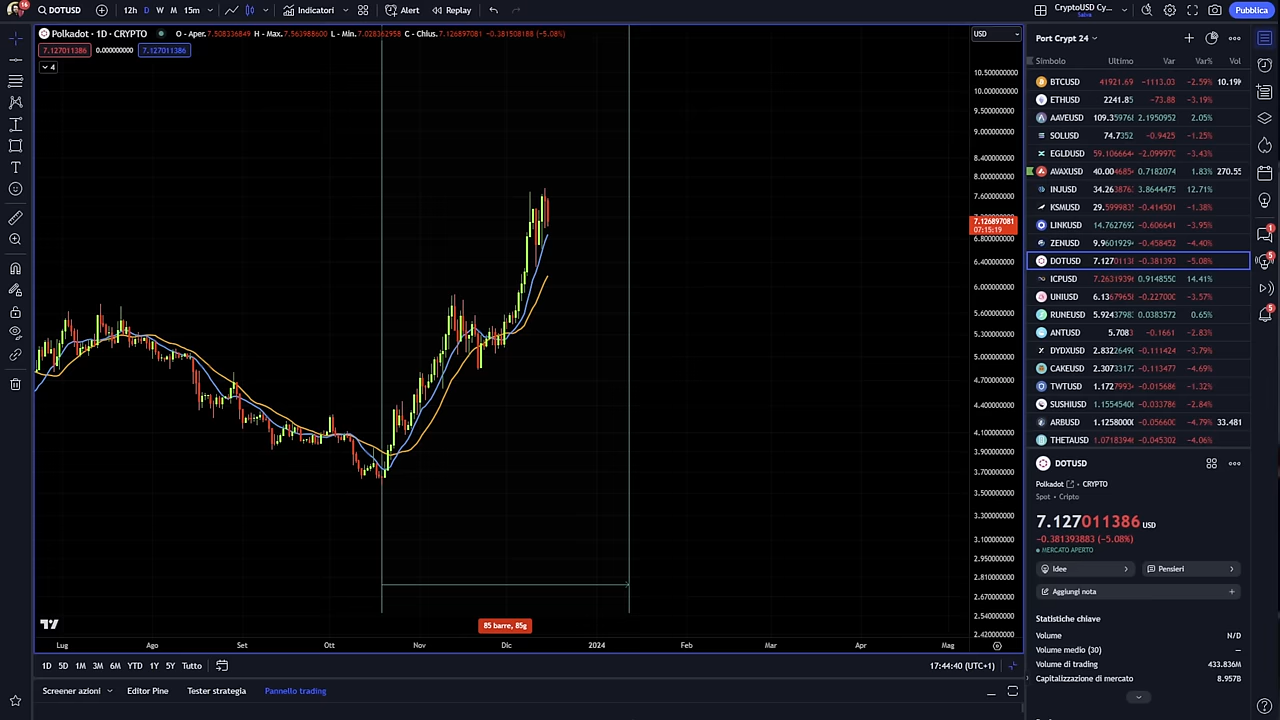 16
DOTUSD
12h D W M 15m
Indicatori
Alert
Replay
CryptoUSD Cy...
Salva
Pubblica
Polkadot · 1D · CRYPTO
O - Aper. 7.508336849 H - Max. 7.563988600 L - Min. 7.028362958 C - Chius. 7.126897081 -0.381508188 (-5.08%)
7.127011386 0.000000000 7.127011386
4
USD
10.500000000
10.000000000
9.500000000
9.000000000
8.400000000
8.000000000
7.600000000
7.126897081
07:15:19
6.800000000
6.400000000
6.000000000
5.600000000
5.300000000
5.000000000
4.700000000
4.400000000
4.100000000
3.900000000
3.700000000
3.500000000
3.300000000
3.100000000
2.950000000
2.810000000
2.670000000
2.540000000
2.420000000
85 barre, 85g
Lug Ago Set Ott Nov Dic 2024 Feb Mar Apr Mag
1D 5D 1M 3M 6M YTD 1Y 5Y Tutto
17:44:40 (UTC+1)
Screener azioni Editor Pine Tester strategia Pannello trading
Port Crypt 24
Simbolo Ultimo Var Var% Vol
BTCUSD 41921.69 -1113.03 -2.59% 10.19K
ETHUSD 2241.85 -73.88 -3.19%
AAVEUSD 109.35976 2.1950952 2.05%
SOLUSD 74.7352 -0.9425 -1.25%
EGLDUSD 59.106664 -2.099970 -3.43%
AVAXUSD 40.004685 0.7182074 1.83% 270.55
INJUSD 34.263876 3.8644475 12.71%
KSMUSD 29.599983 -0.414501 -1.38%
LINKUSD 14.762769 -0.606641 -3.95%
ZENUSD 9.9601929 -0.458452 -4.40%
DOTUSD 7.127011 -0.381393 -5.08%
ICPUSD 7.2631939 0.914855 14.41%
UNIUSD 6.1367965 -0.227000 -3.57%
RUNEUSD 5.9243798 0.0383572 0.65%
ANTUSD 5.708 -0.1661 -2.83%
DYDXUSD 2.8322649 -0.111424 -3.79%
CAKEUSD 2.3073317 -0.113477 -4.69%
TWTUSD 1.1727993 -0.015686 -1.32%
SUSHIUSD 1.1554540 -0.033786 -2.84%
ARBUSD 1.1258000 -0.056600 -4.79% 33.481
THETAUSD 1.0718394 -0.045302 -4.06%
DOTUSD
Polkadot · CRYPTO
Spot · Cripto
7.127011386 USD
-0.381393883 (-5.08%)
MERCATO APERTO
Idee
Pensieri
Aggiungi nota
Statistiche chiave
Volume N/D
Volume medio (30) —
Volume di trading 433.836M
Capitalizzazione di mercato 8.957B
1
5
5